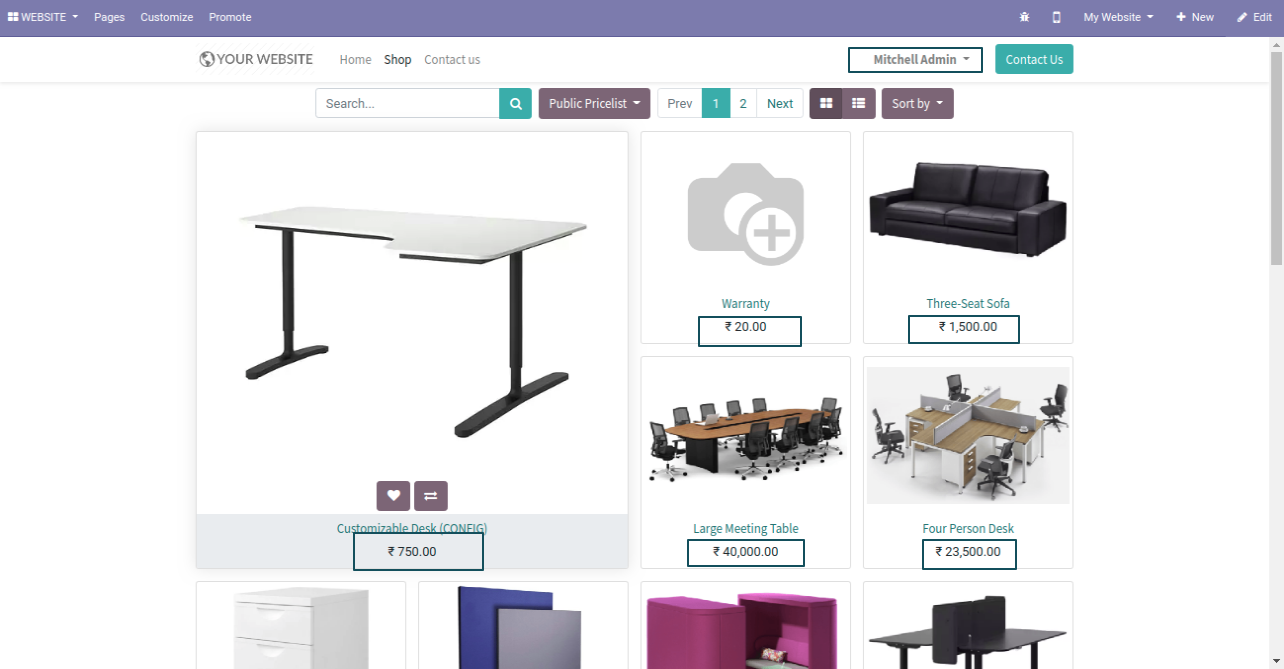 WEBSITE Pages Customize Promote My Website New Edit
YOUR WEBSITE Home Shop Contact us Mitchell Admin Contact Us
Search... Public Pricelist Prev 1 2 Next Sort by
Warranty
₹ 20.00
Three-Seat Sofa
₹ 1,500.00
Customizable Desk (CONFIG)
₹ 750.00
Large Meeting Table
₹ 40,000.00
Four Person Desk
₹ 23,500.00